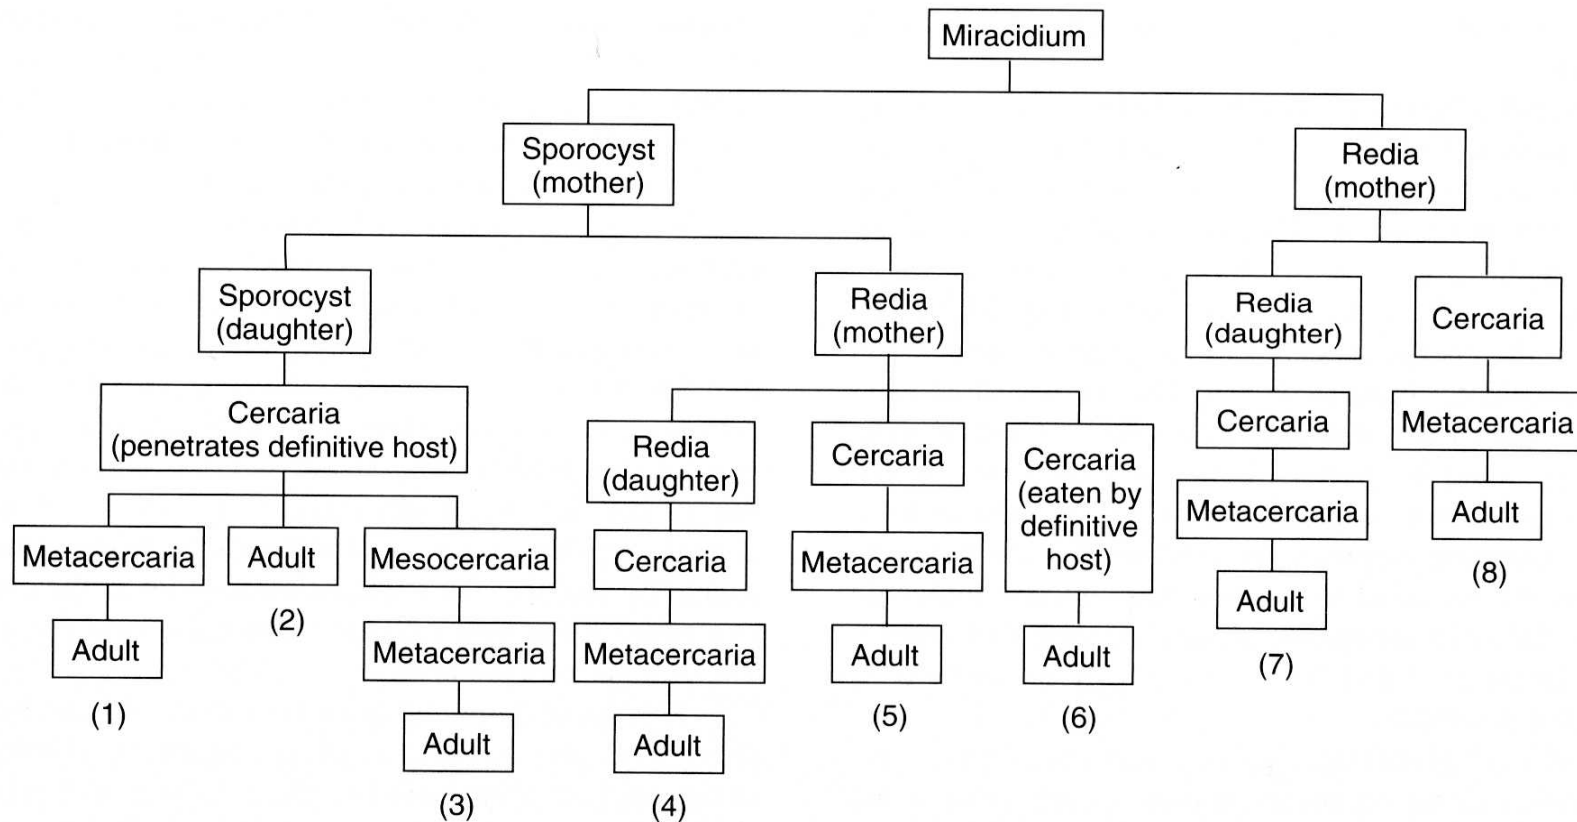 Miracidium
Sporocyst
(mother)
Redia
(mother)
Sporocyst
(daughter)
Redia
(mother)
Redia
(daughter)
Cercaria
Cercaria
(penetrates definitive host)
Redia
(daughter)
Cercaria
Cercaria
(eaten by
definitive
host)
Cercaria
Metacercaria
Metacercaria
Adult
Mesocercaria
Cercaria
Metacercaria
Metacercaria
Adult
(8)
Adult
(2)
Metacercaria
Metacercaria
Adult
Adult
Adult
(7)
(1)
Adult
Adult
(5)
(6)
(3)
(4)